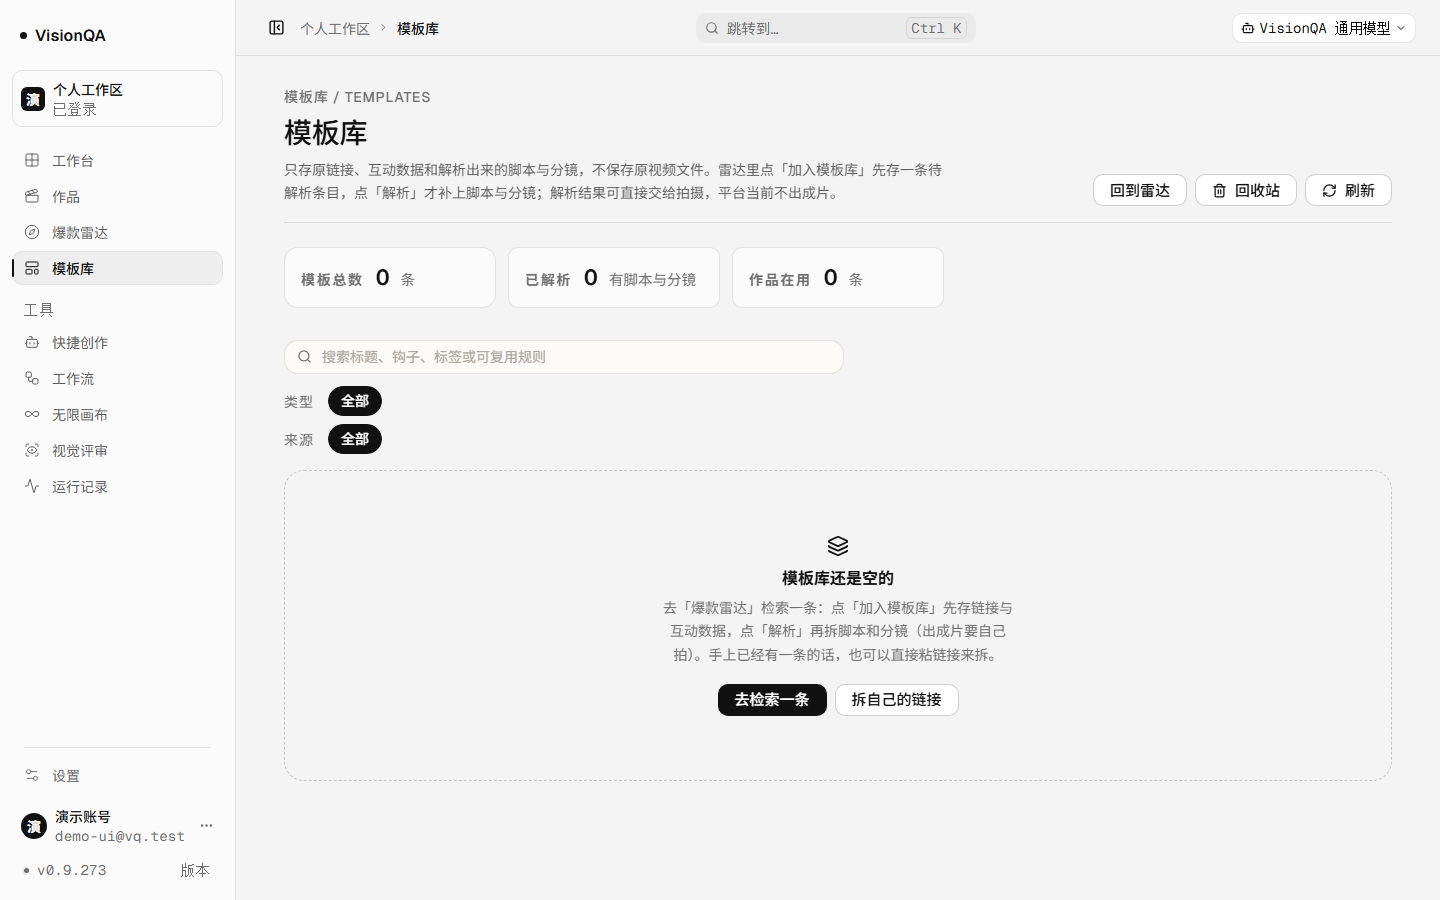 VisionQA
演
个人工作区
已登录
工作台
作品
爆款雷达
模板库
工具
快捷创作
工作流
无限画布
视觉评审
运行记录
设置
演
演示账号
demo-ui@vq.test
v0.9.273
版本
个人工作区 > 模板库
跳转到… Ctrl K
VisionQA 通用模型
模板库 / TEMPLATES
模板库
只存原链接、互动数据和解析出来的脚本与分镜，不保存原视频文件。雷达里点「加入模板库」先存一条待
解析条目，点「解析」才补上脚本与分镜；解析结果可直接交给拍摄，平台当前不出成片。
回到雷达
回收站
刷新
模板总数 0 条
已解析 0 有脚本与分镜
作品在用 0 条
搜索标题、钩子、标签或可复用规则
类型 全部
来源 全部
模板库还是空的
去「爆款雷达」检索一条：点「加入模板库」先存链接与
互动数据，点「解析」再拆脚本和分镜（出成片要自己
拍）。手上已经有一条的话，也可以直接粘链接来拆。
去检索一条
拆自己的链接